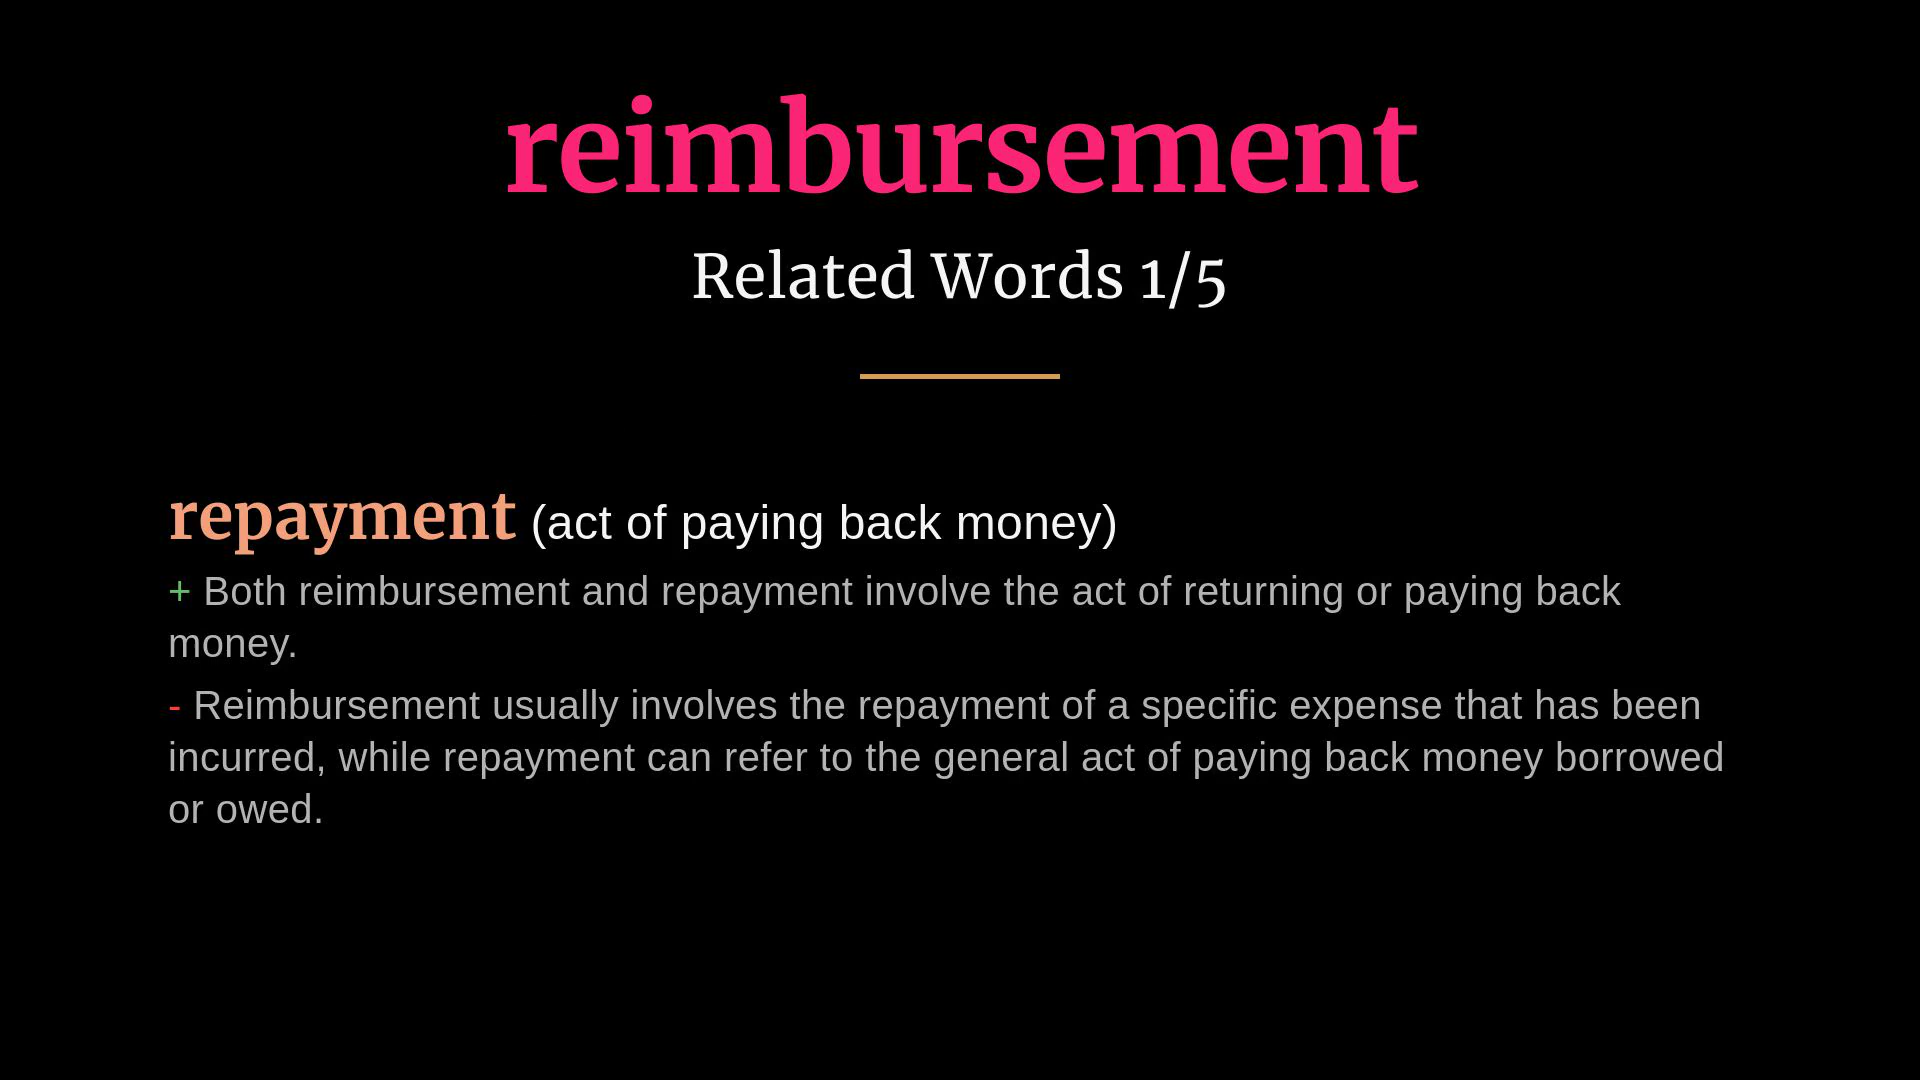 reimbursement
Related Words 1/5
repayment (act of paying back money)
+ Both reimbursement and repayment involve the act of returning or paying back
money.
- Reimbursement usually involves the repayment of a specific expense that has been
incurred, while repayment can refer to the general act of paying back money borrowed
or owed.